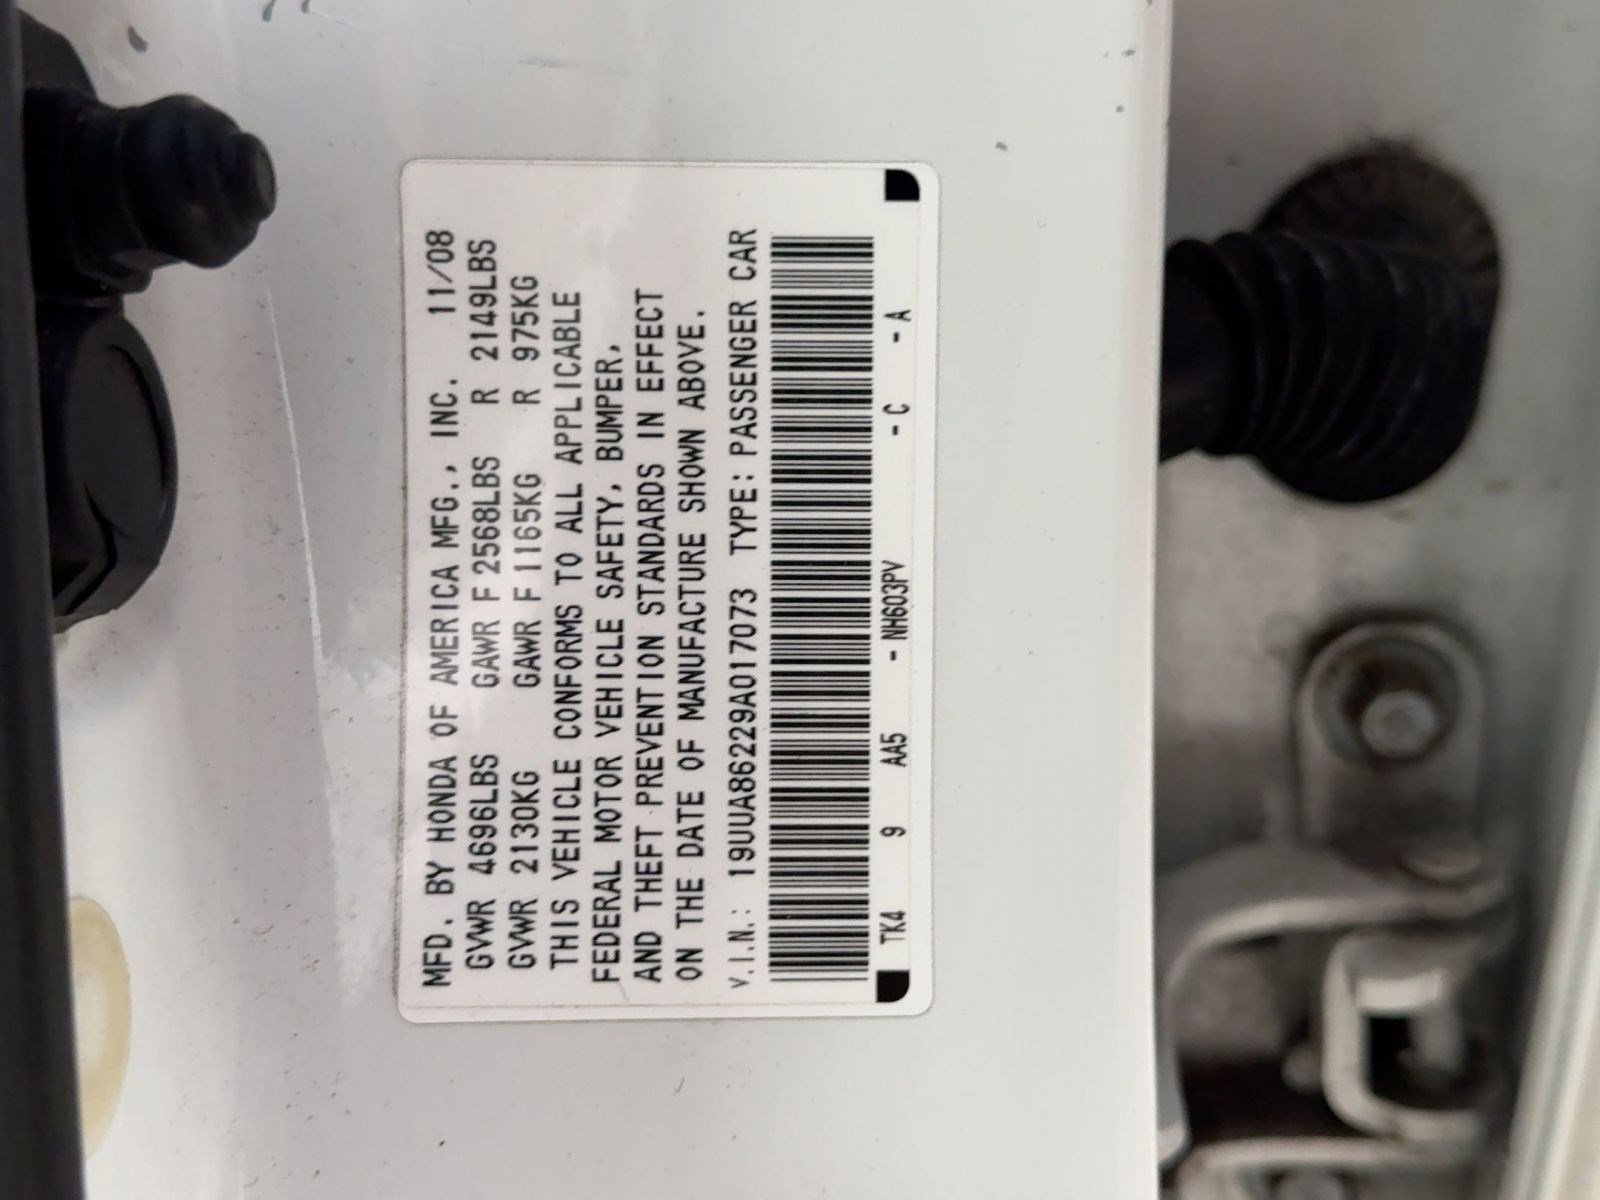 MFD. BY HONDA OF AMERICA MFG., INC. 11/08
GVWR 4696LBS GAWR F 2568LBS R 2149LBS
GVWR 2130KG GAWR F 1165KG R 975KG
THIS VEHICLE CONFORMS TO ALL APPLICABLE
FEDERAL MOTOR VEHICLE SAFETY, BUMPER,
AND THEFT PREVENTION STANDARDS IN EFFECT
ON THE DATE OF MANUFACTURE SHOWN ABOVE.
V.I.N.: 19UUA86229A017073 TYPE: PASSENGER CAR
TK4 9 AA5 - NH603PV - C - A